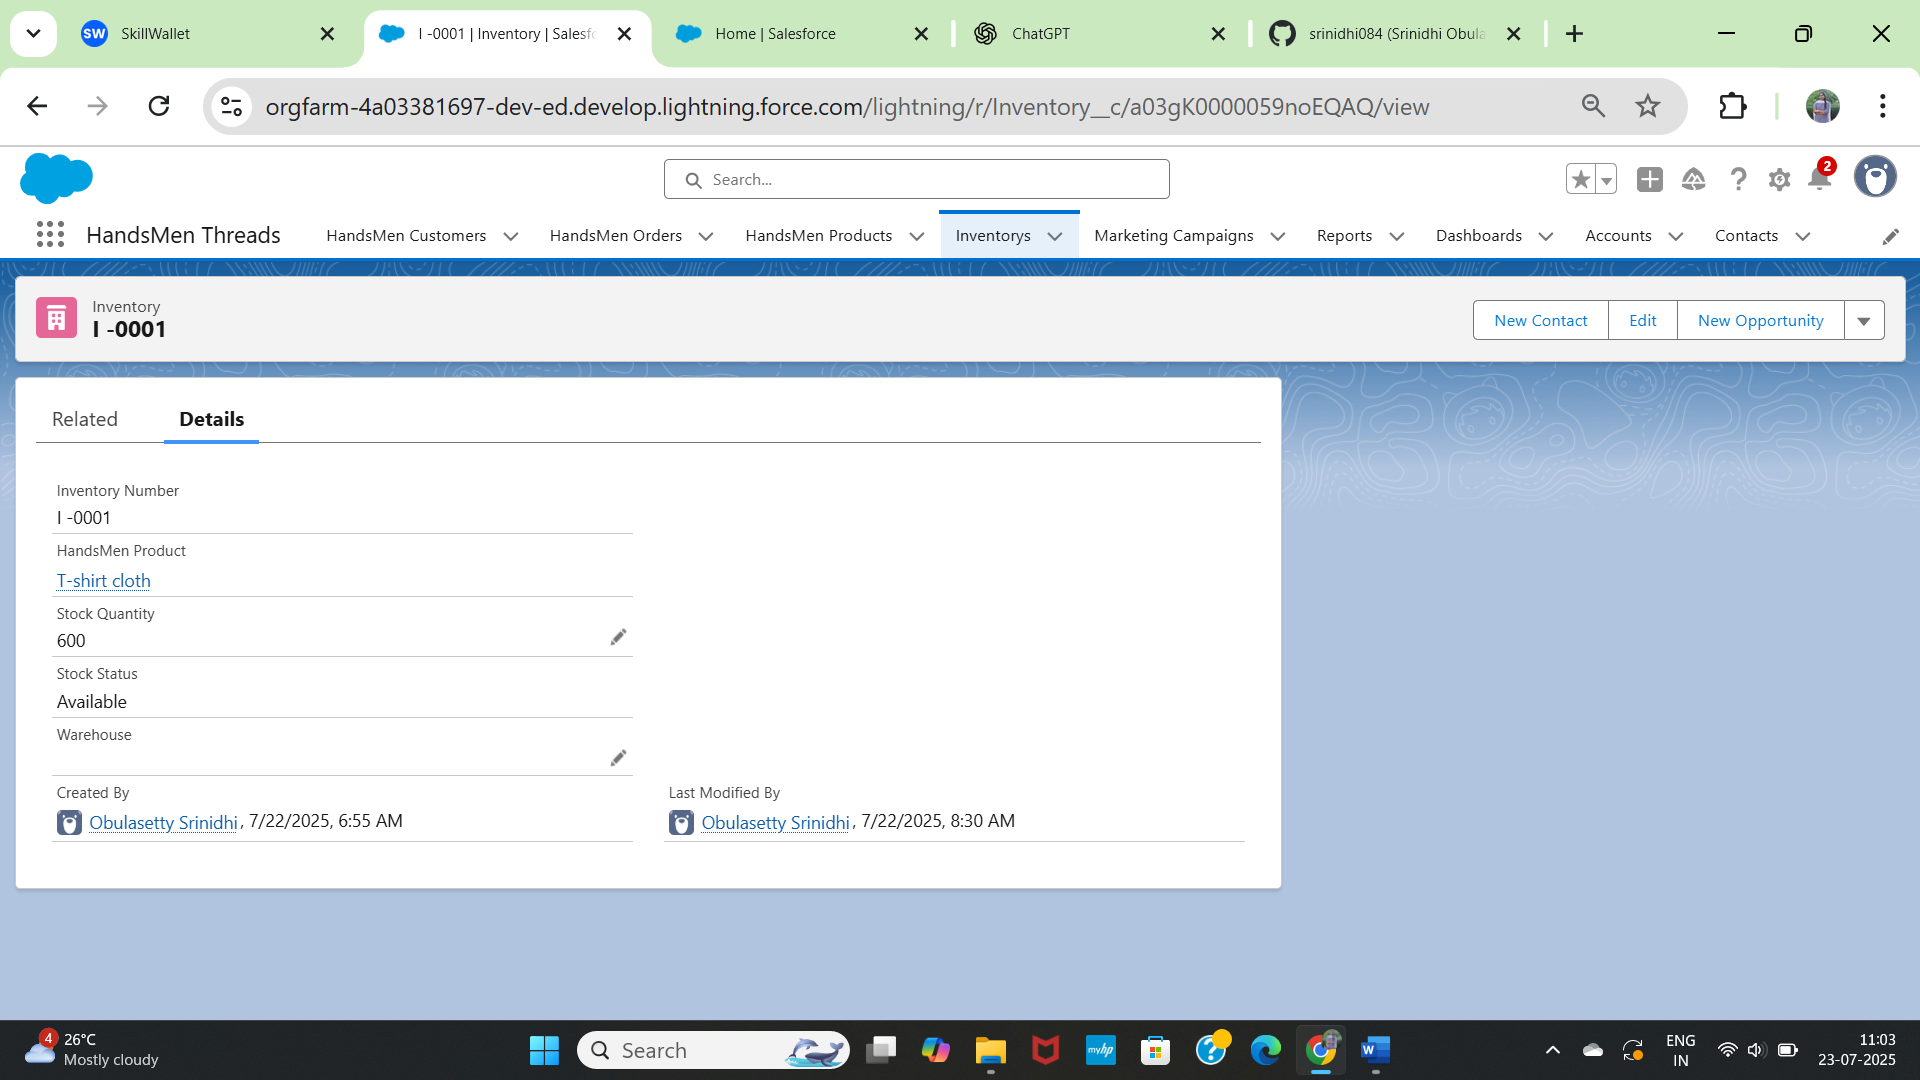 SW SkillWallet
I -0001 | Inventory | Salesfo
Home | Salesforce
ChatGPT
srinidhi084 (Srinidhi Obula
orgfarm-4a03381697-dev-ed.develop.lightning.force.com/lightning/r/Inventory__c/a03gK0000059noEQAQ/view
Search...
2
HandsMen Threads
HandsMen Customers
HandsMen Orders
HandsMen Products
Inventorys
Marketing Campaigns
Reports
Dashboards
Accounts
Contacts
Inventory
I -0001
New Contact
Edit
New Opportunity
Related
Details
Inventory Number
I -0001
HandsMen Product
T-shirt cloth
Stock Quantity
600
Stock Status
Available
Warehouse
Created By
Obulasetty Srinidhi, 7/22/2025, 6:55 AM
Last Modified By
Obulasetty Srinidhi, 7/22/2025, 8:30 AM
4
26°C
Mostly cloudy
Search
myhp
W
ENG
IN
11:03
23-07-2025